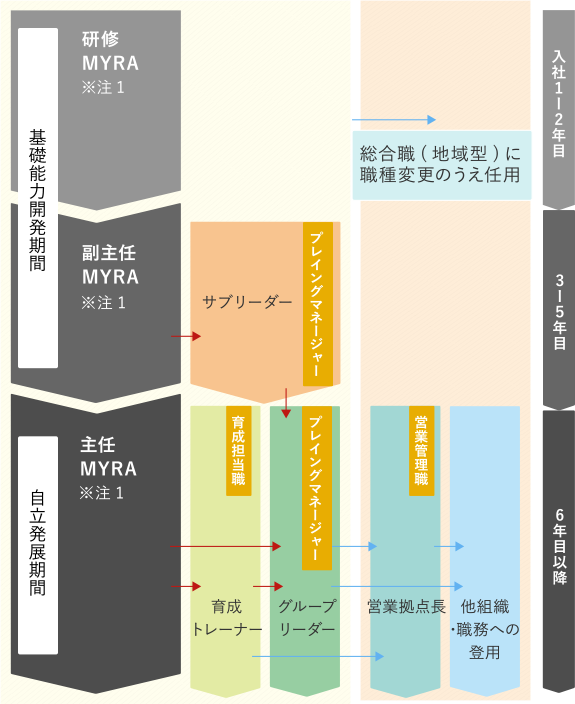 基礎能力開発期間
研修
MYRA
※注1
入社1ー2年目
総合職(地域型)に
職種変更のうえ任用
副主任
MYRA
※注1
サブリーダー
プレイングマネージャー
3ー5年目
自立発展期間
主任
MYRA
※注1
育成担当職
プレイングマネージャー
営業管理職
6年目以降
育成
トレーナー
グループ
リーダー
営業拠点長
他組織
・職務への
登用